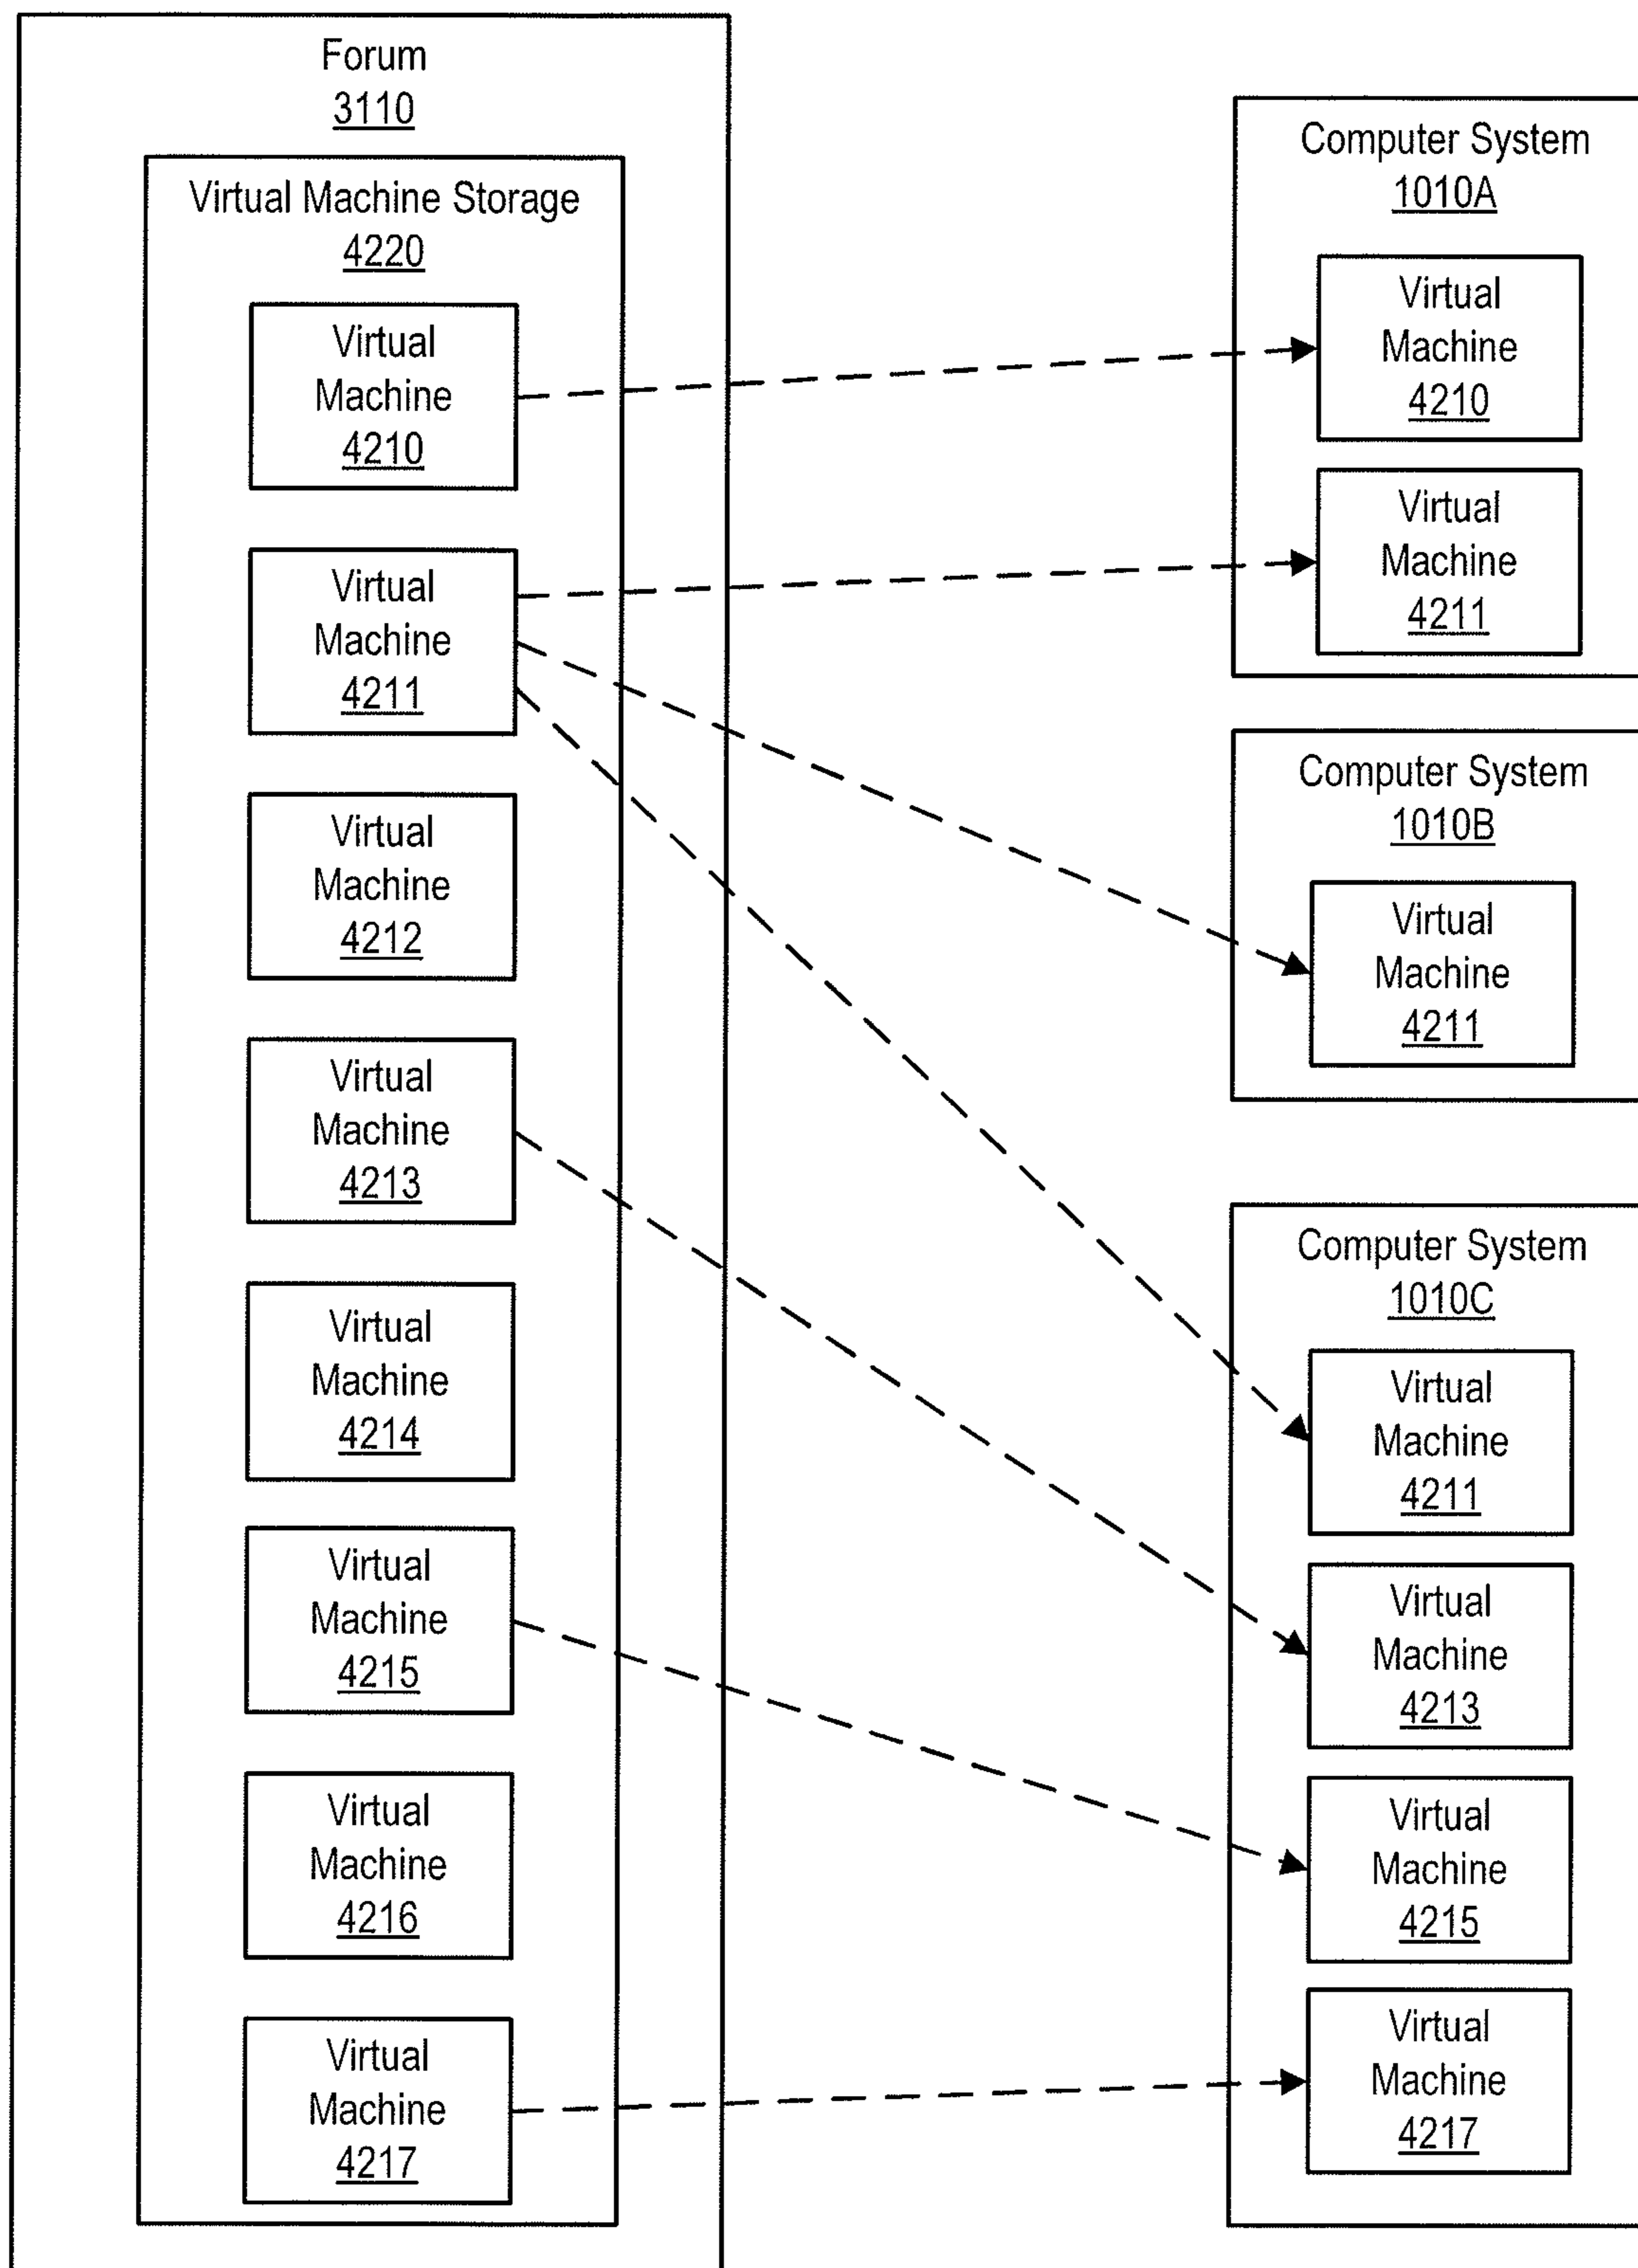 Forum
3110
Virtual Machine Storage
4220
Virtual
Machine
4210
Virtual
Machine
4211
Virtual
Machine
4212
Virtual
Machine
4213
Virtual
Machine
4214
Virtual
Machine
4215
Virtual
Machine
4216
Virtual
Machine
4217
Computer System
1010A
Virtual
Machine
4210
Virtual
Machine
4211
Computer System
1010B
Virtual
Machine
4211
Computer System
1010C
Virtual
Machine
4211
Virtual
Machine
4213
Virtual
Machine
4215
Virtual
Machine
4217